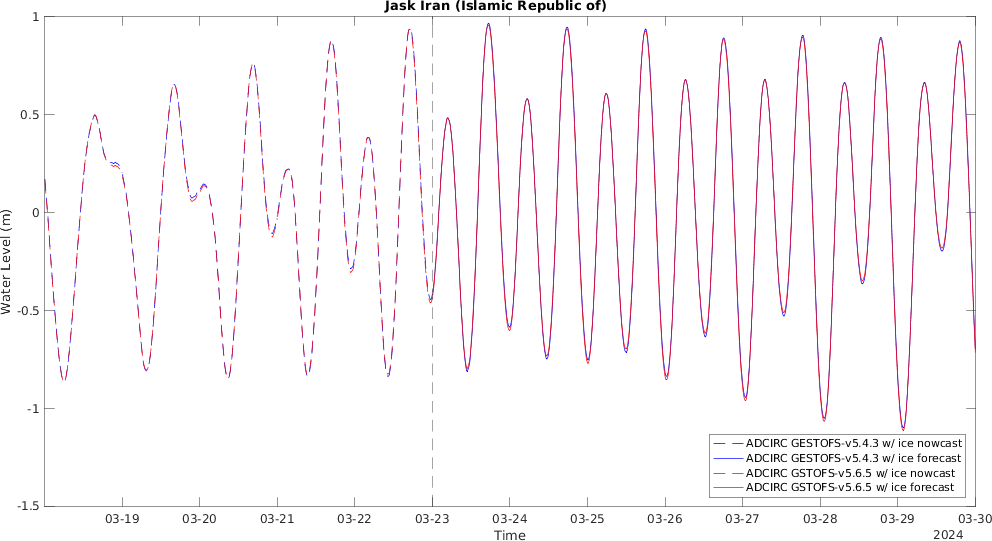 Jask Iran (Islamic Republic of)
1
0.5
0
-0.5
-1
-1.5
Water Level (m)
ADCIRC GESTOFS-v5.4.3 w/ ice nowcast
ADCIRC GESTOFS-v5.4.3 w/ ice forecast
ADCIRC GSTOFS-v5.6.5 w/ ice nowcast
ADCIRC GSTOFS-v5.6.5 w/ ice forecast
03-19 03-20 03-21 03-22 03-23 03-24 03-25 03-26 03-27 03-28 03-29 03-30
Time
2024